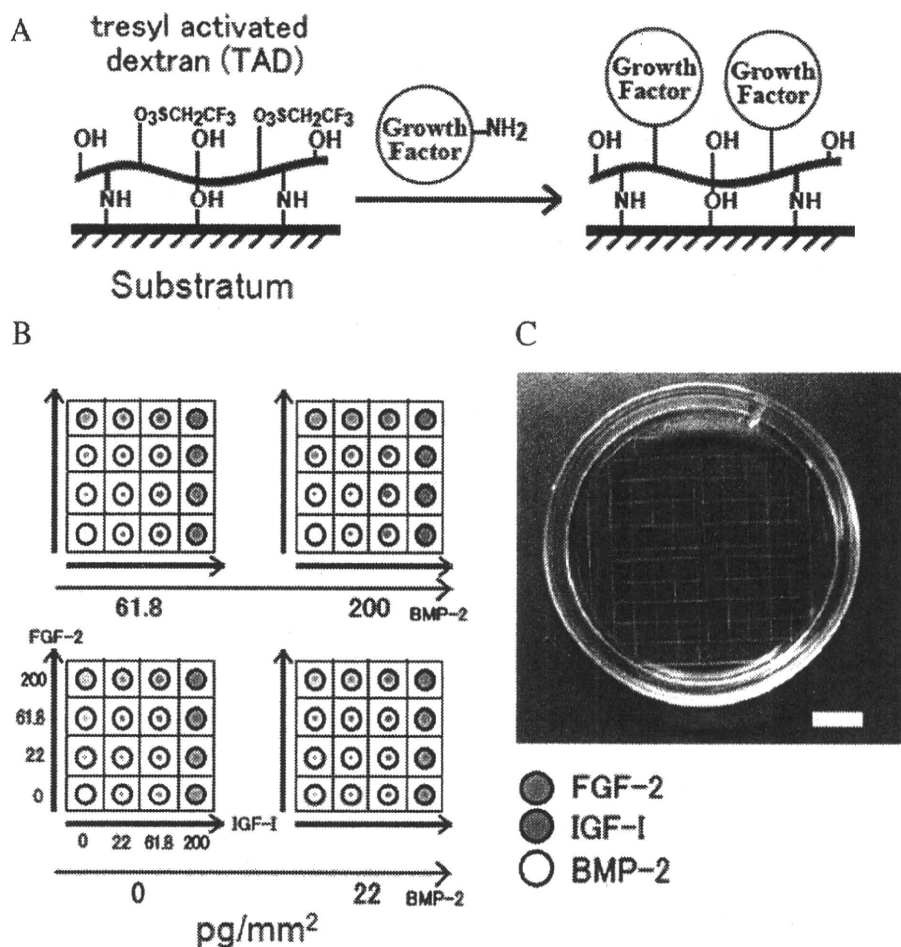 A
tresyl activated
dextran (TAD)
O3SCH2CF3 O3SCH2CF3
OH OH OH
NH OH NH
Substratum
Growth
Factor
NH2
Growth
Factor
Growth
Factor
OH OH OH
NH OH NH
B
61.8 200 BMP-2
FGF-2
200
61.8
22
0
IGF-I
0 22 61.8 200
0 22 BMP-2
pg/mm2
C
FGF-2
IGF-I
BMP-2